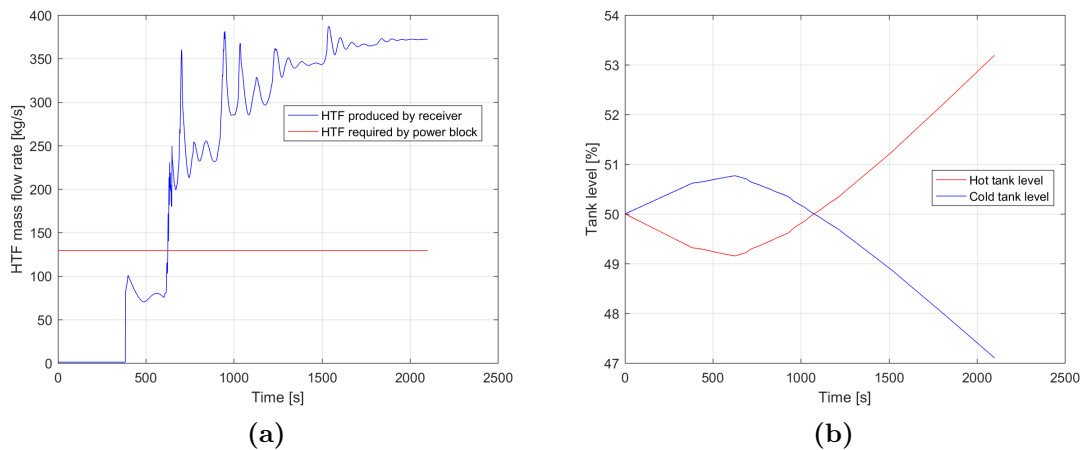 400
350
300
250
200
150
100
50
0
HTF mass flow rate [kg/s]
HTF produced by receiver
HTF required by power block
0
500
1000
1500
2000
2500
Time [s]
(a)
54
53
52
51
50
49
48
47
Tank level [%]
Hot tank level
Cold tank level
0
500
1000
1500
2000
2500
Time [s]
(b)